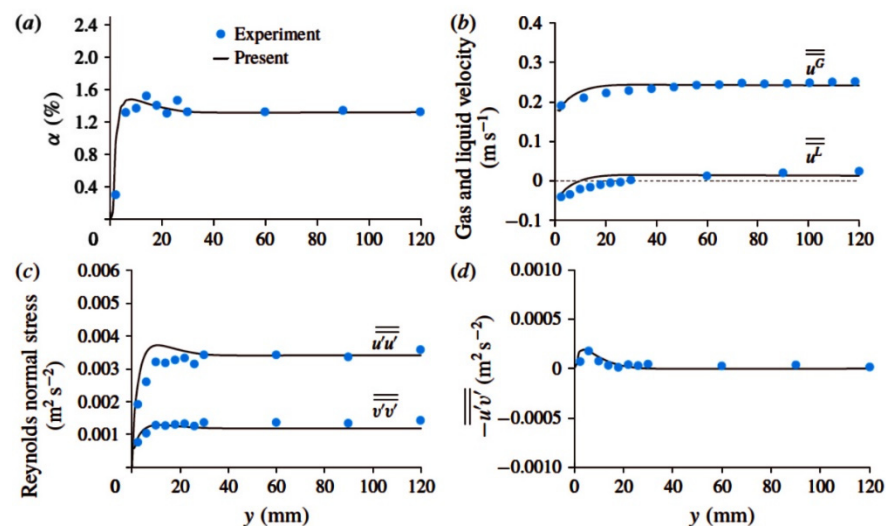 (a)
2.4
2.0
1.6
1.2
0.8
0.4
α (%)
Experiment
Present
0 20 40 60 80 100 120
(b)
0.4
0.3
0.2
0.1
0
−0.1
Gas and liquid velocity
(m s−1)
uG
uL
0 20 40 60 80 100 120
(c)
0.006
0.005
0.004
0.003
0.002
0.001
Reynolds normal stress
(m2 s−2)
u′u′
v′v′
0 20 40 60 80 100 120
y (mm)
(d)
0.0010
0.0005
0
−0.0005
−0.0010
−u′v′ (m2 s−2)
0 20 40 60 80 100 120
y (mm)